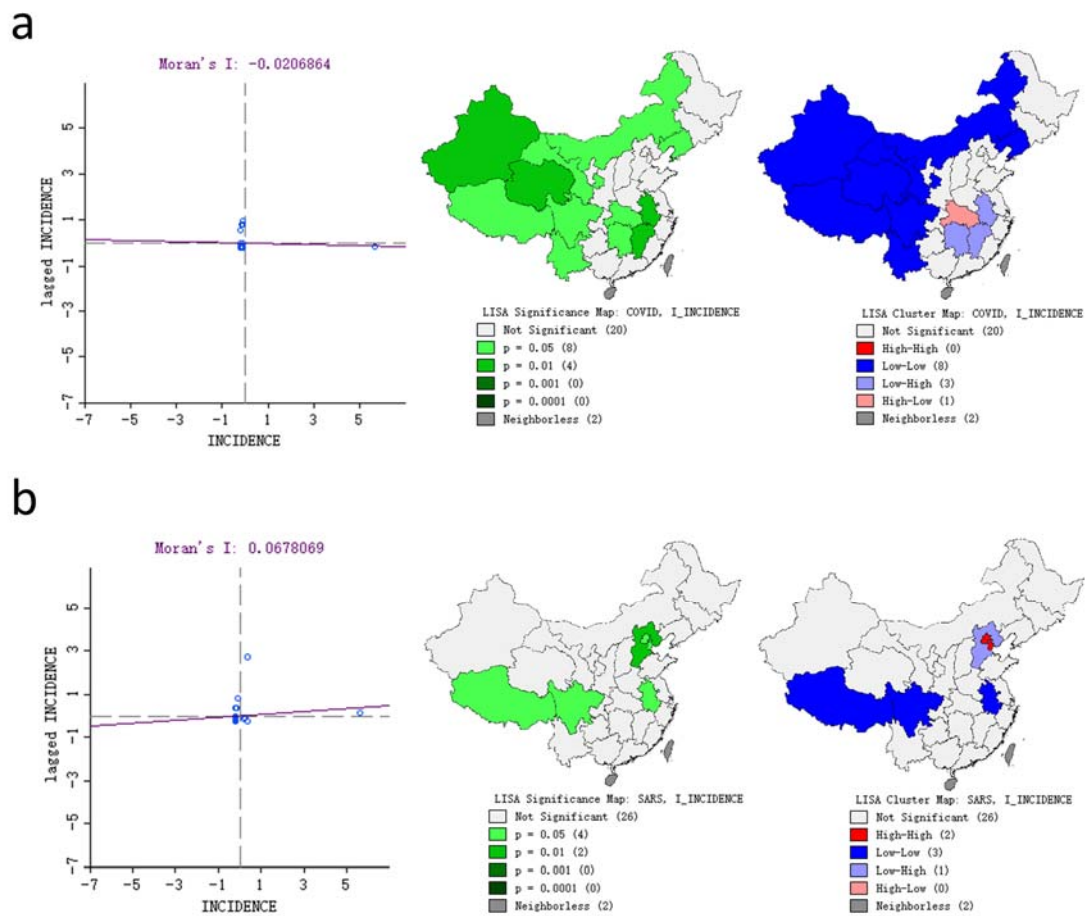 a
Moran's I: -0.0206864
lagged INCIDENCE
5
3
1
-1
-3
-5
-7
-7 -5 -3 -1 1 3 5
INCIDENCE
LISA Significance Map: COVID, I_INCIDENCE
Not Significant (20)
p = 0.05 (8)
p = 0.01 (4)
p = 0.001 (0)
p = 0.0001 (0)
Neighborless (2)
LISA Cluster Map: COVID, I_INCIDENCE
Not Significant (20)
High-High (0)
Low-Low (8)
Low-High (3)
High-Low (1)
Neighborless (2)
b
Moran's I: 0.0678069
lagged INCIDENCE
5
3
1
-1
-3
-5
-7
-7 -5 -3 -1 1 3 5
INCIDENCE
LISA Significance Map: SARS, I_INCIDENCE
Not Significant (26)
p = 0.05 (4)
p = 0.01 (2)
p = 0.001 (0)
p = 0.0001 (0)
Neighborless (2)
LISA Cluster Map: SARS, I_INCIDENCE
Not Significant (26)
High-High (2)
Low-Low (3)
Low-High (1)
High-Low (0)
Neighborless (2)